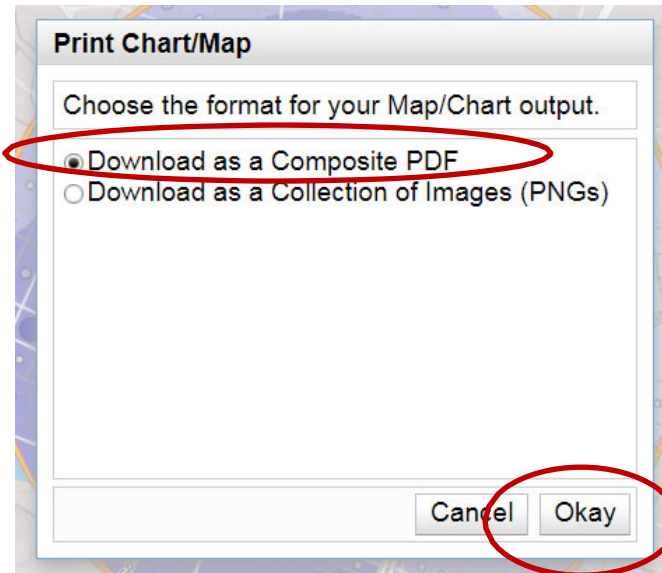 Print Chart/Map
Choose the format for your Map/Chart output.
Download as a Composite PDF
Download as a Collection of Images (PNGs)
Cancel Okay